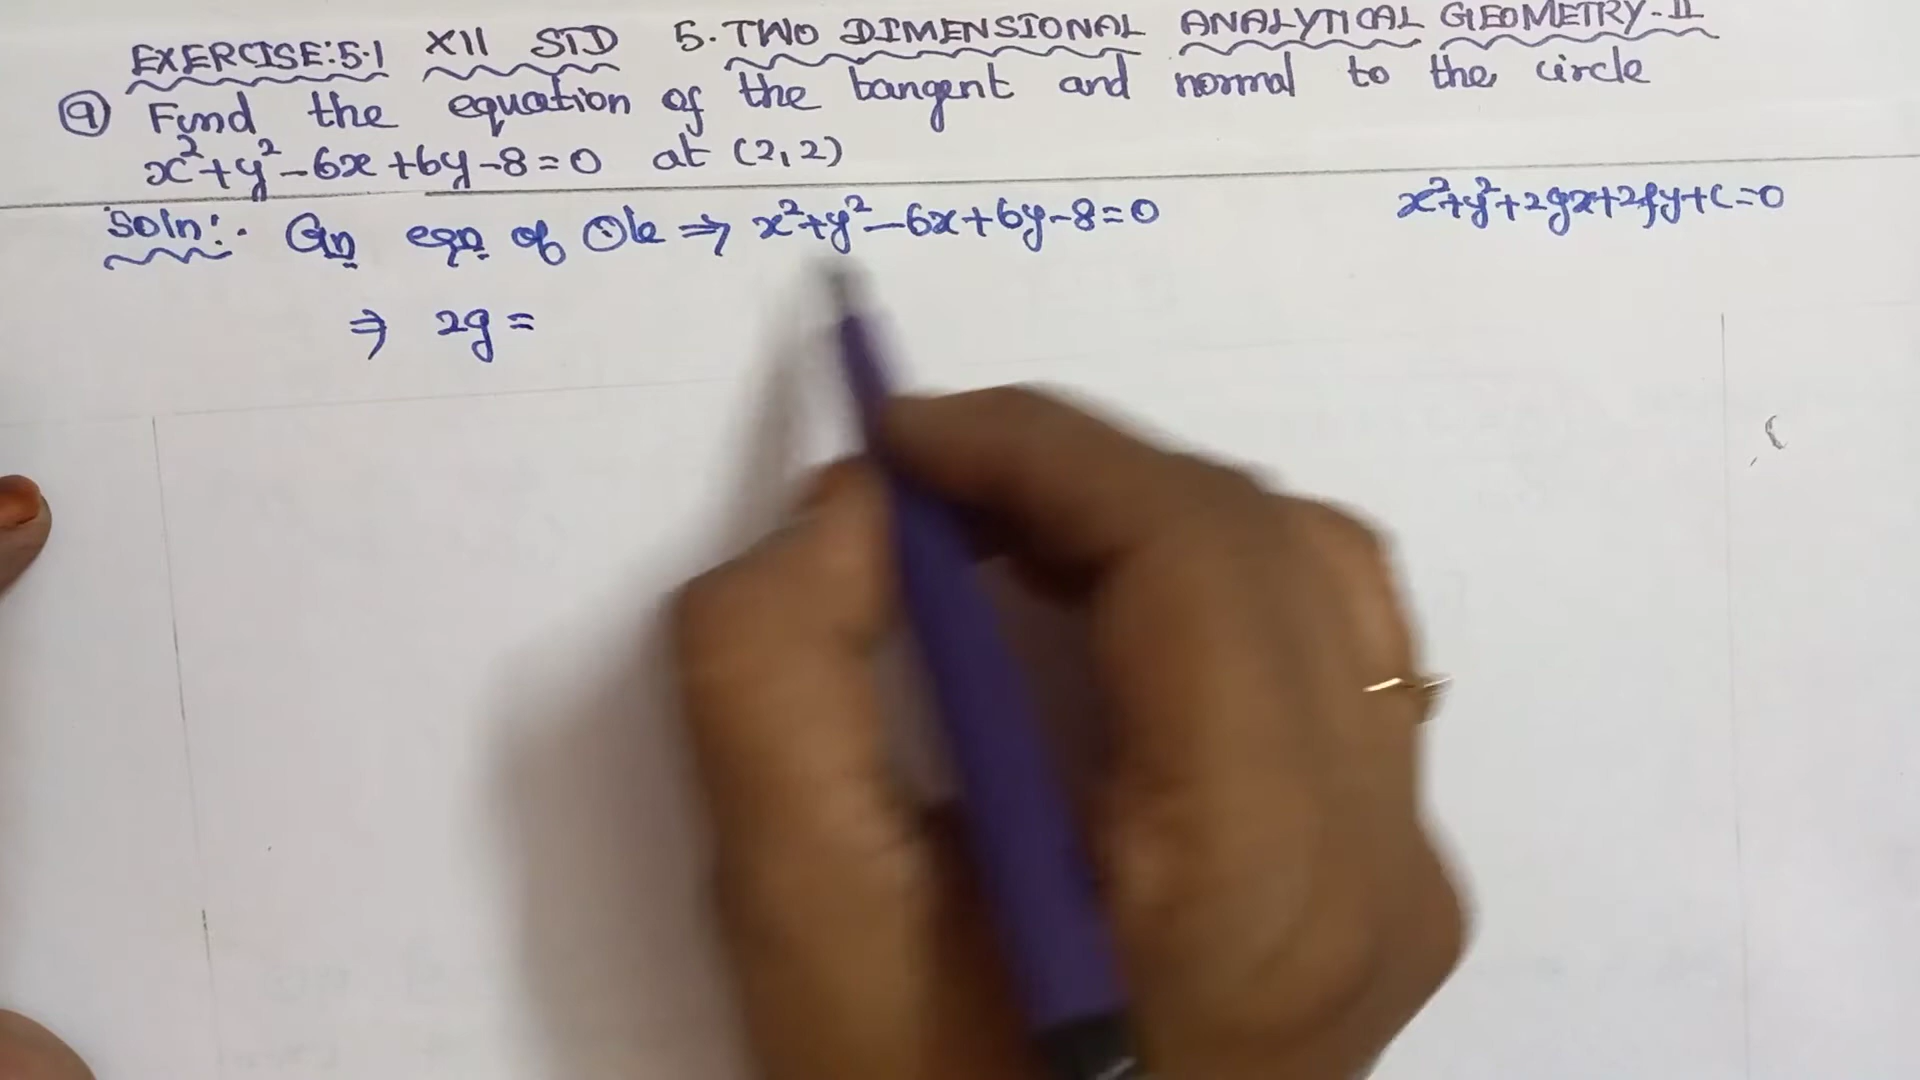 EXERCISE:5.1 XII STD 5.TWO DIMENSIONAL ANALYTICAL GEOMETRY-II
9 Find the equation of the tangent and normal to the circle
x²+y²-6x+6y-8=0 at (2,2)
Soln:- Gn eqn of ⊙le ⇒ x²+y²-6x+6y-8=0
x²+y²+2gx+2fy+c=0
⇒ 2g =